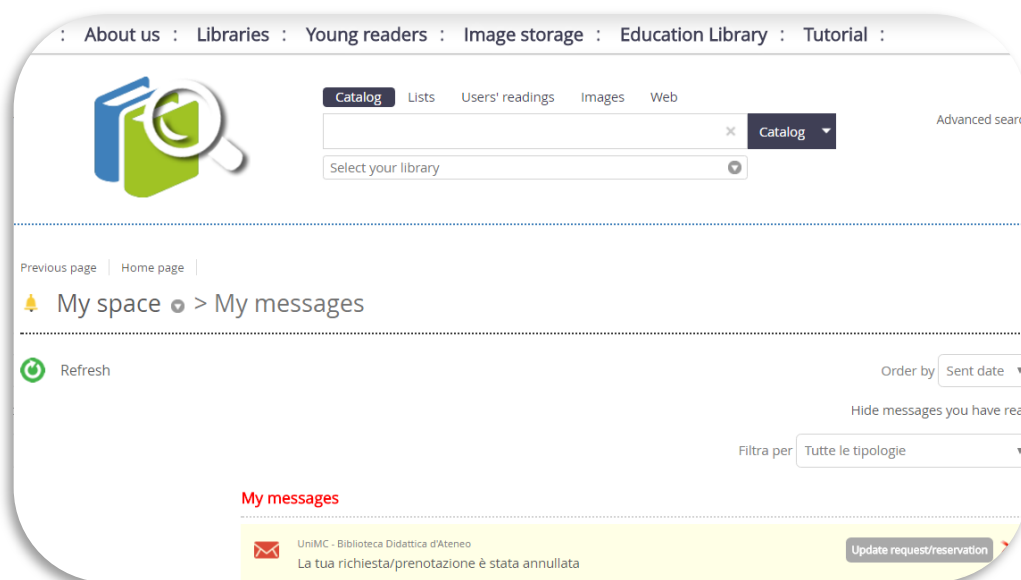 : About us : Libraries : Young readers : Image storage : Education Library : Tutorial :
Catalog Lists Users' readings Images Web
× Catalog
Advanced sear
Select your library
Previous page Home page
My space > My messages
Refresh
Order by Sent date
Hide messages you have rea
Filtra per Tutte le tipologie
My messages
UniMC - Biblioteca Didattica d'Ateneo
La tua richiesta/prenotazione è stata annullata
Update request/reservation